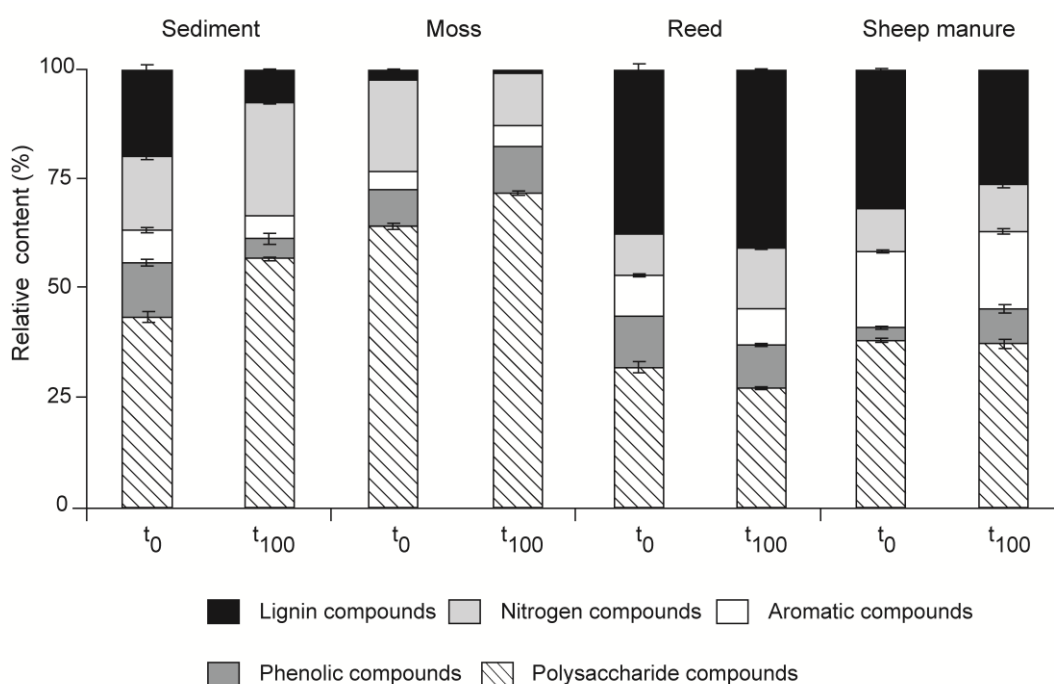 Sediment Moss Reed Sheep manure
Relative content (%)
100
75
50
25
0
t0 t100 t0 t100 t0 t100 t0 t100
Lignin compounds Nitrogen compounds Aromatic compounds
Phenolic compounds Polysaccharide compounds